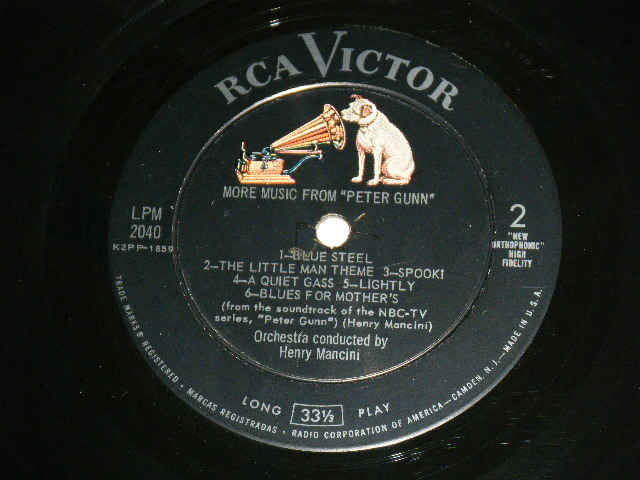 RCA VICTOR
MORE MUSIC FROM "PETER GUNN"
LPM
2040
K2PP-1859
2
"NEW
ORTHOPHONIC"
HIGH
FIDELITY
1—BLUE STEEL
2—THE LITTLE MAN THEME 3—SPOOK!
4—A QUIET GASS 5—LIGHTLY
6—BLUES FOR MOTHER'S
(from the soundtrack of the NBC-TV
series, "Peter Gunn") (Henry Mancini)
Orchestra conducted by
Henry Mancini
LONG 33⅓ PLAY
TRADE MARKS ® REGISTERED • MARCAS REGISTRADAS • RADIO CORPORATION OF AMERICA—CAMDEN, N.J.—MADE IN U.S.A.